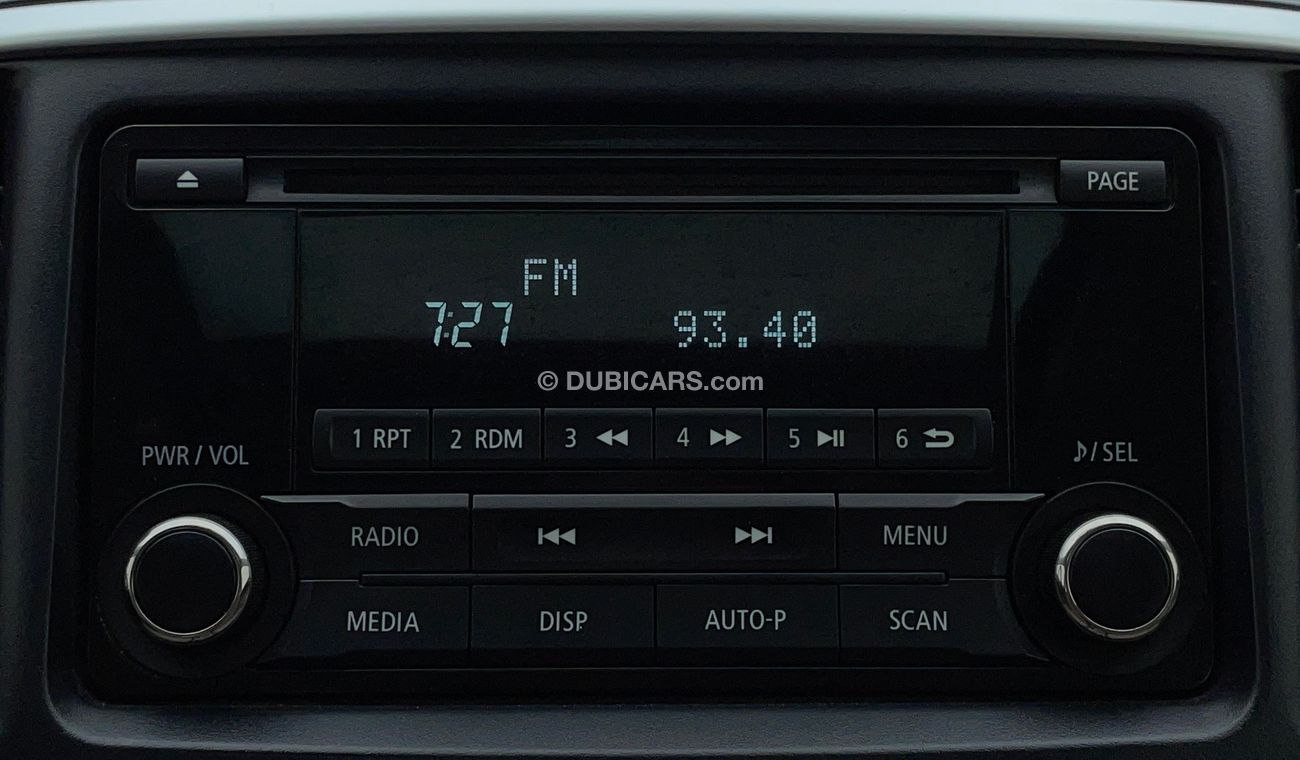 ⏏ PAGE
FM
7:27 93.40
© DUBICARS.com
1 RPT 2 RDM 3 ◀◀ 4 ▶▶ 5 ▶II 6 ⮌
PWR / VOL ♪/ SEL
RADIO |◀◀ ▶▶| MENU
MEDIA DISP AUTO-P SCAN